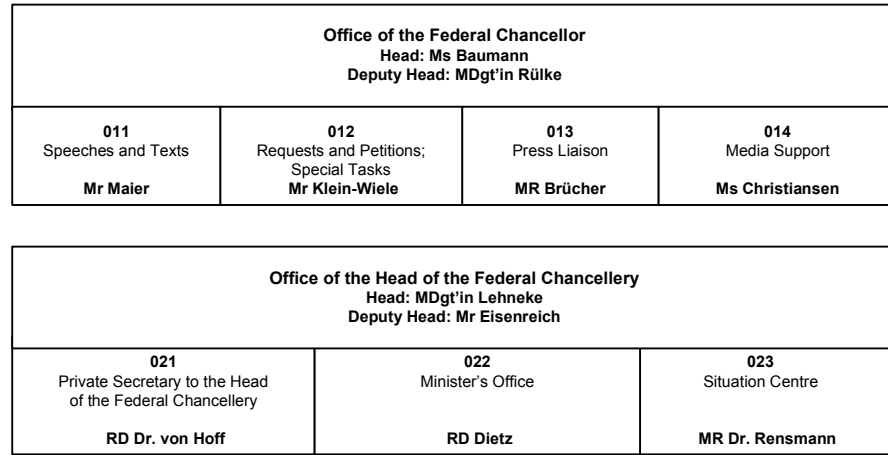 Office of the Federal Chancellor
Head: Ms Baumann
Deputy Head: MDgt’in Rülke
011
Speeches and Texts
Mr Maier
012
Requests and Petitions;
Special Tasks
Mr Klein-Wiele
013
Press Liaison
MR Brücher
014
Media Support
Ms Christiansen
Office of the Head of the Federal Chancellery
Head: MDgt’in Lehneke
Deputy Head: Mr Eisenreich
021
Private Secretary to the Head
of the Federal Chancellery
RD Dr. von Hoff
022
Minister’s Office
RD Dietz
023
Situation Centre
MR Dr. Rensmann